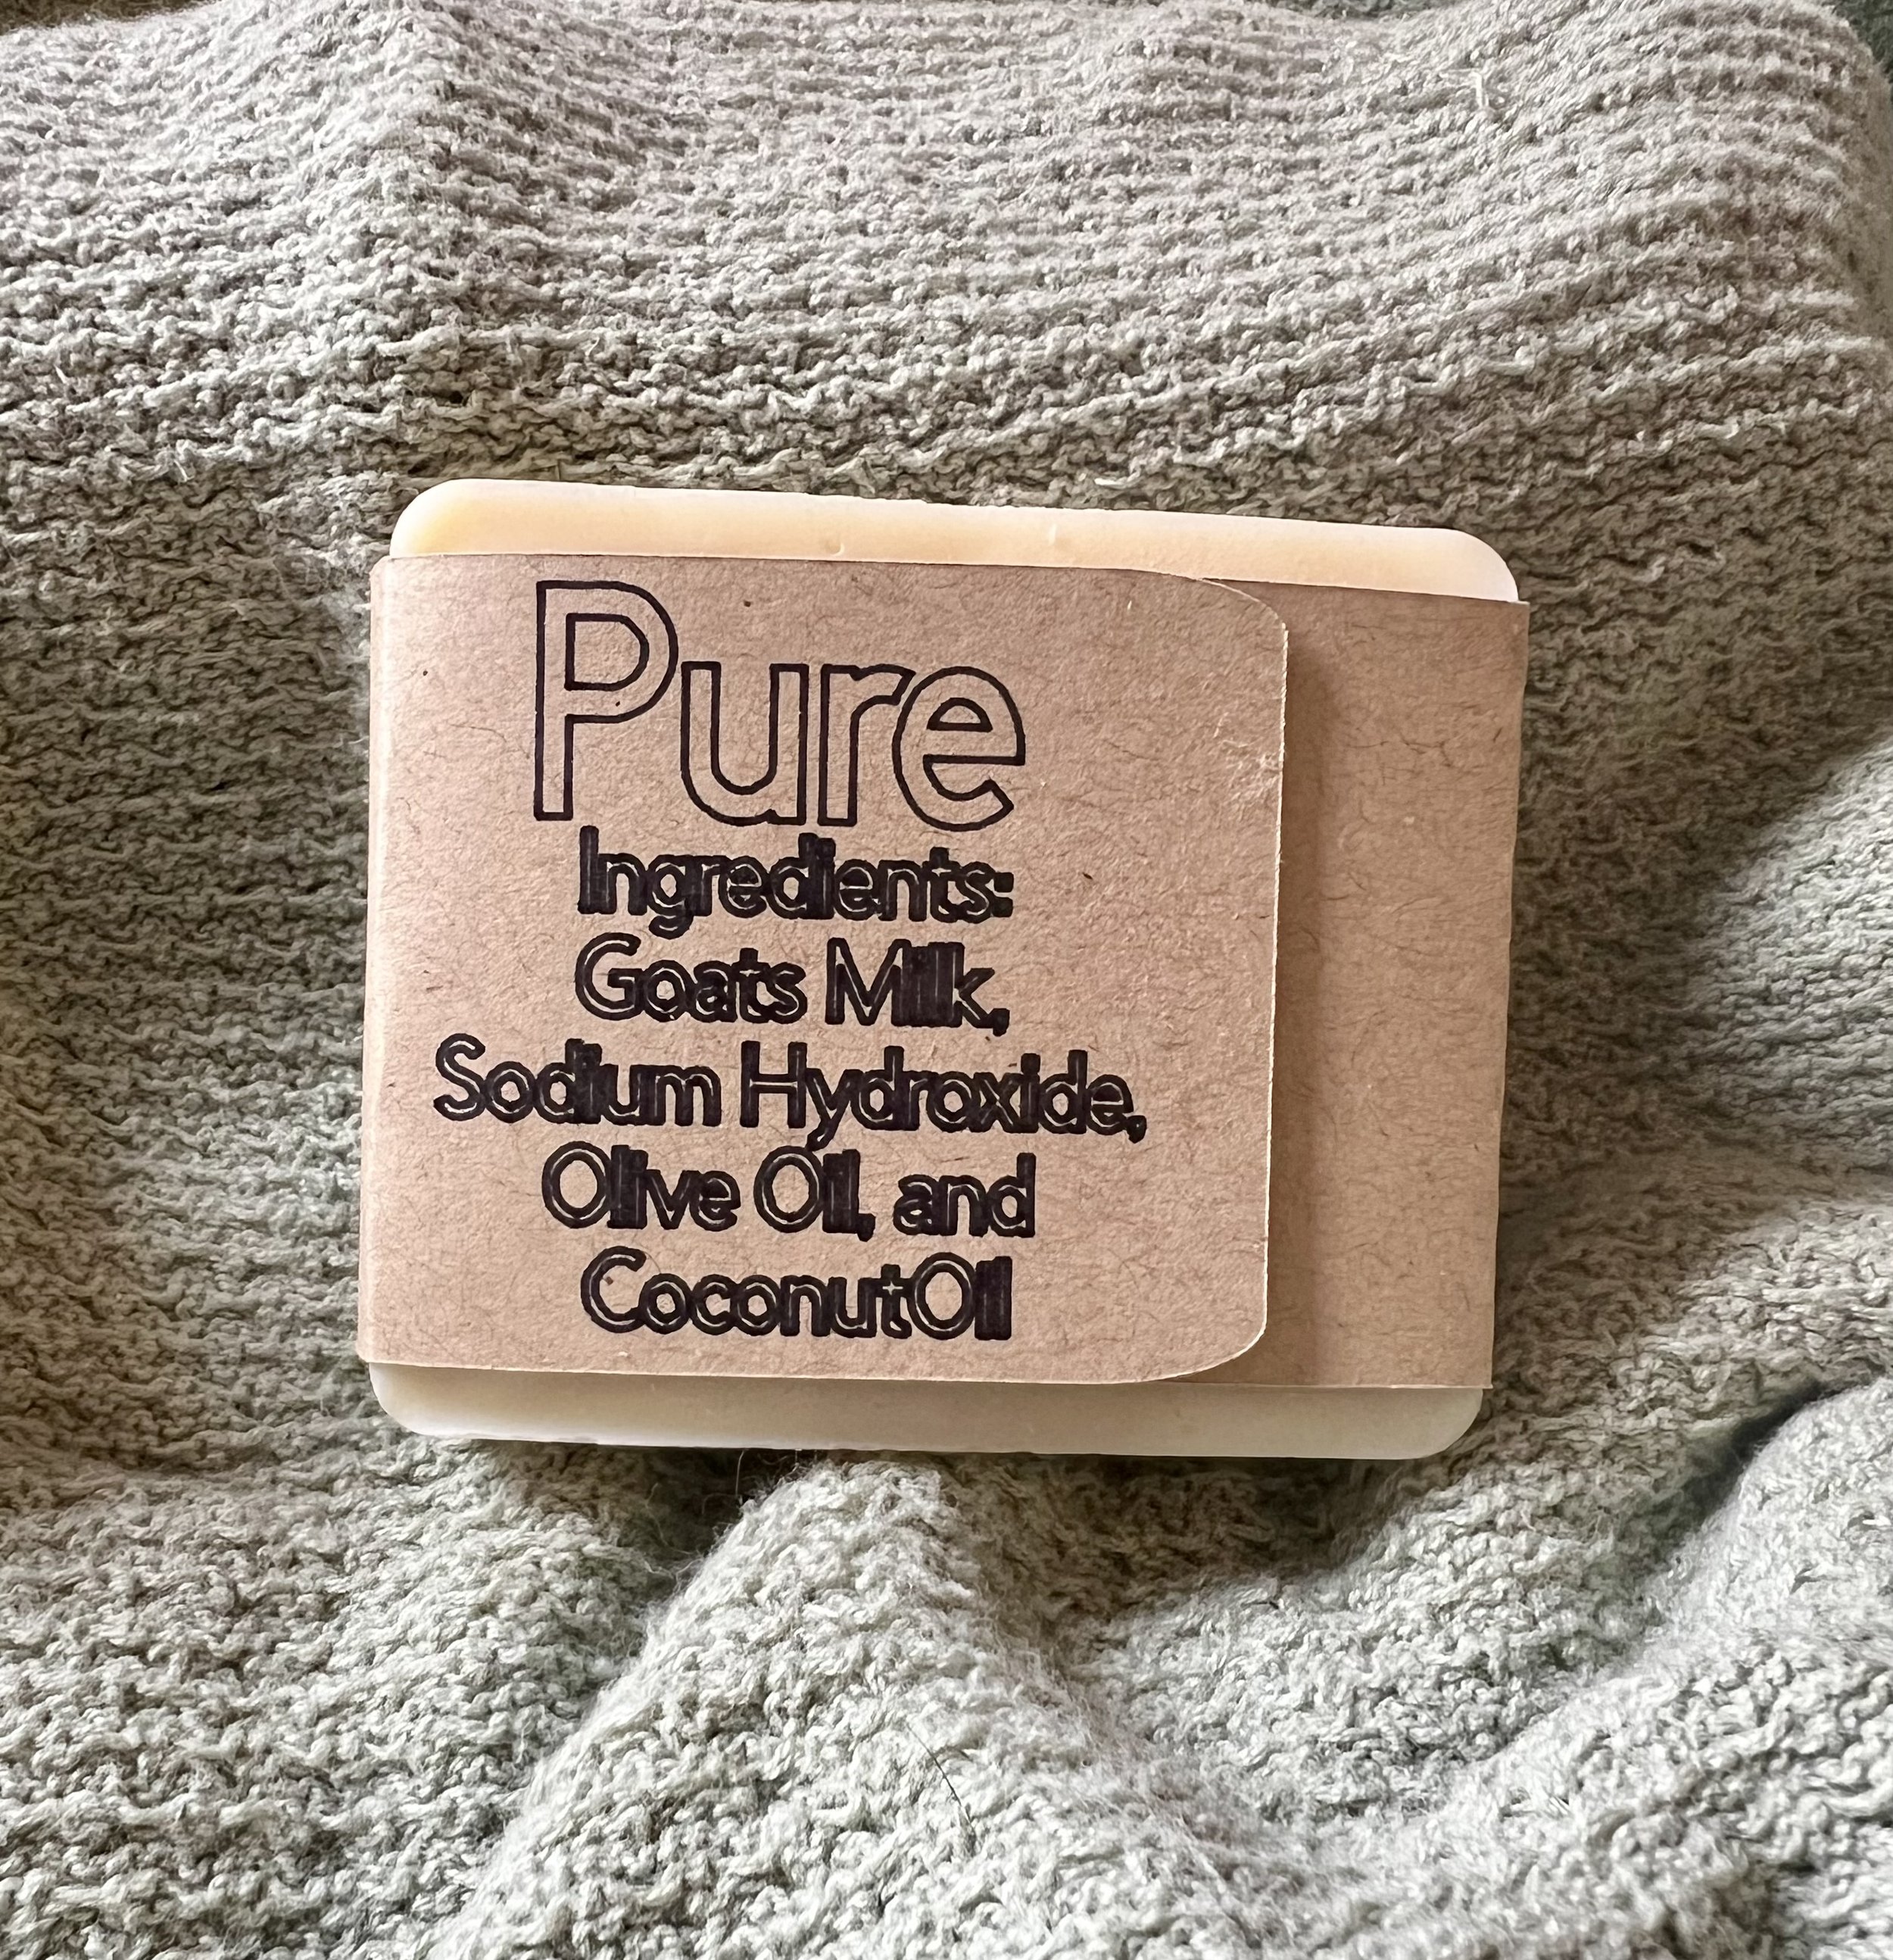 Pure
Ingredients:
Goats Milk,
Sodium Hydroxide,
Olive Oil, and
CoconutOil